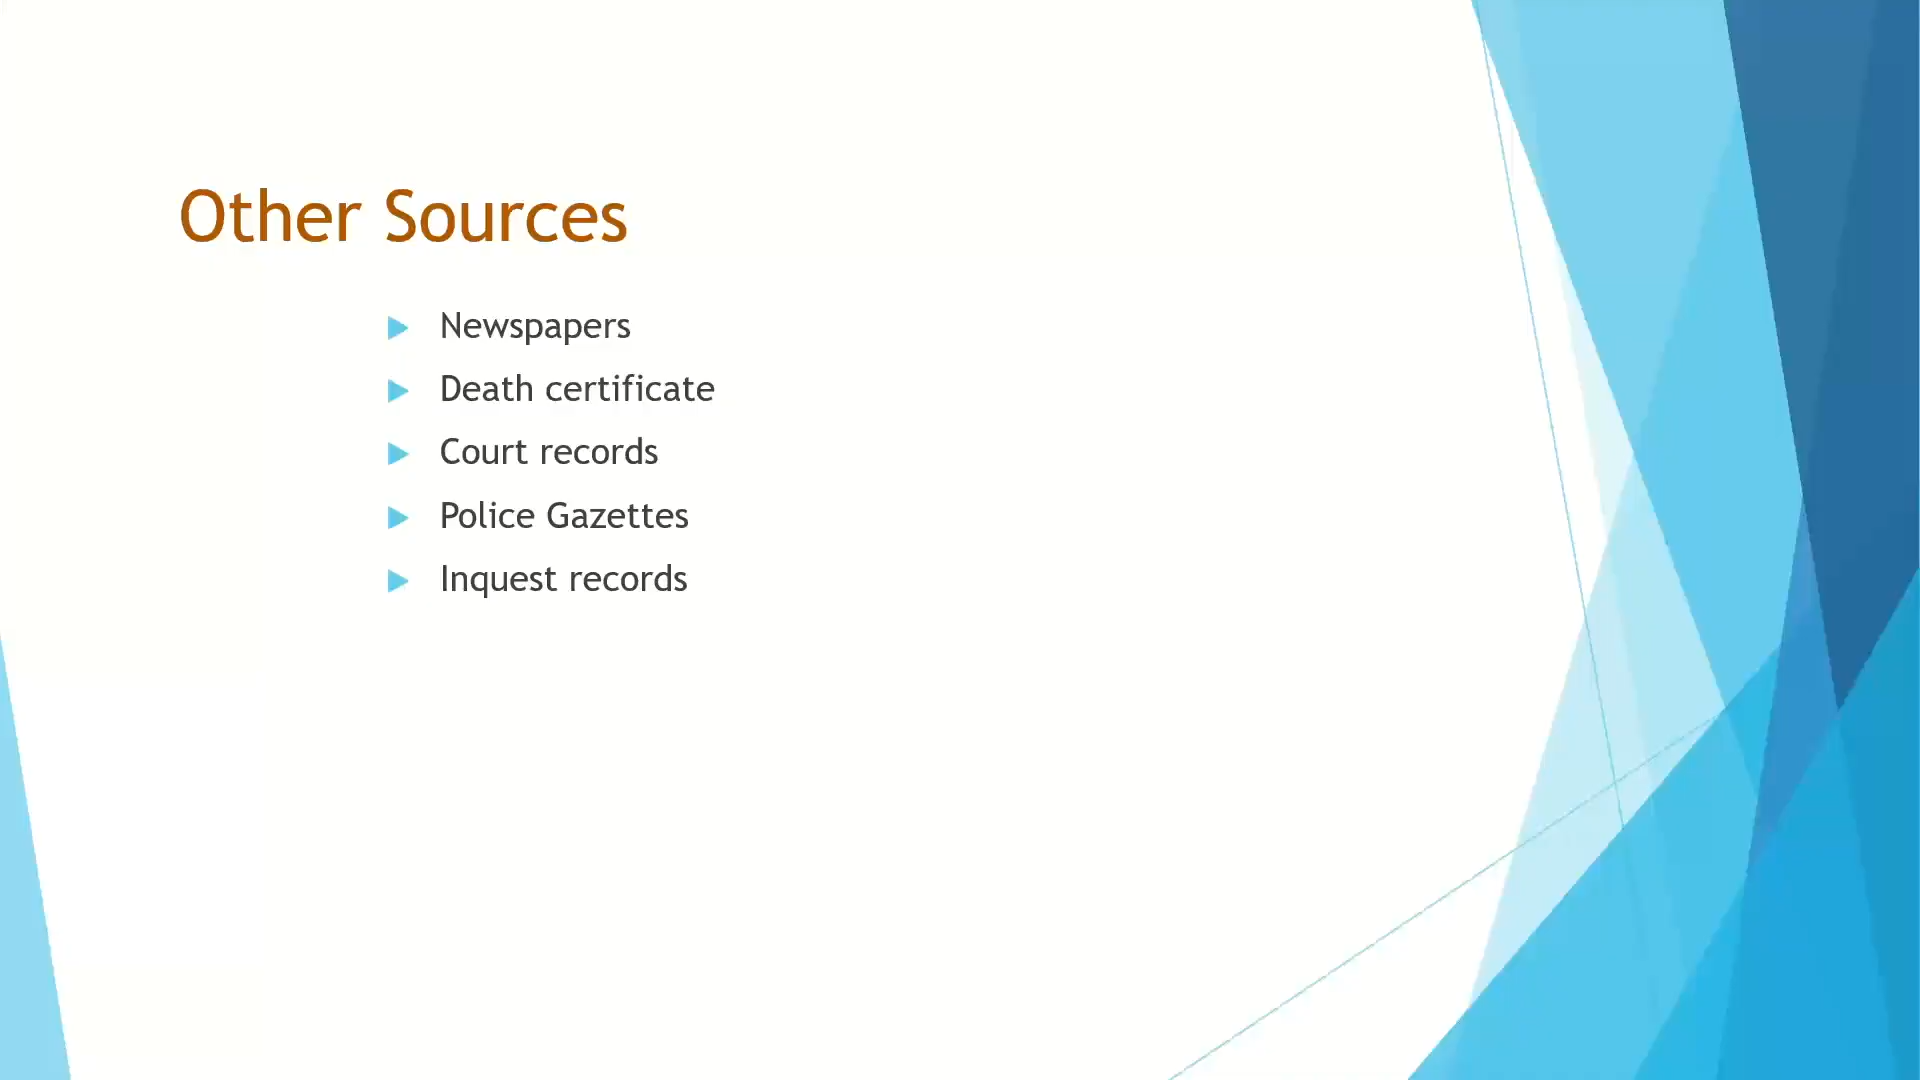 Other Sources
Newspapers
Death certificate
Court records
Police Gazettes
Inquest records